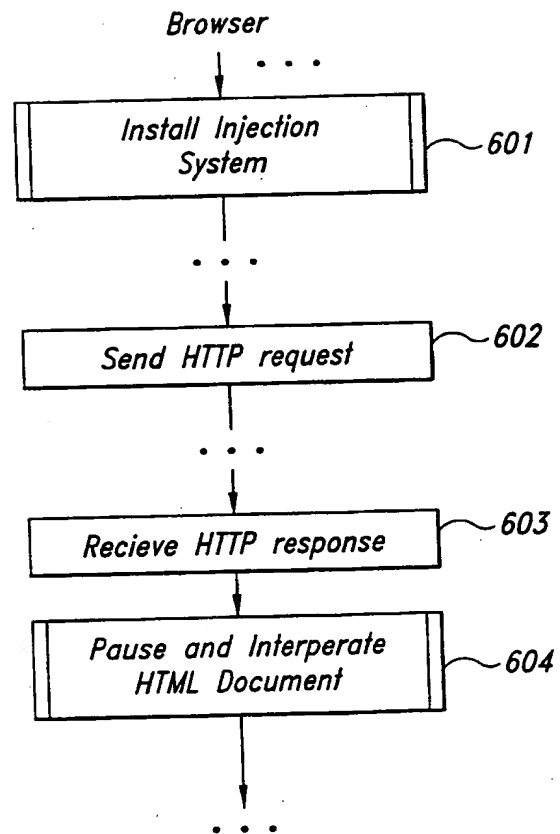 Browser
. . .
Install Injection
System
601
. . .
Send HTTP request
602
. . .
Recieve HTTP response
603
Pause and Interperate
HTML Document
604
. . .